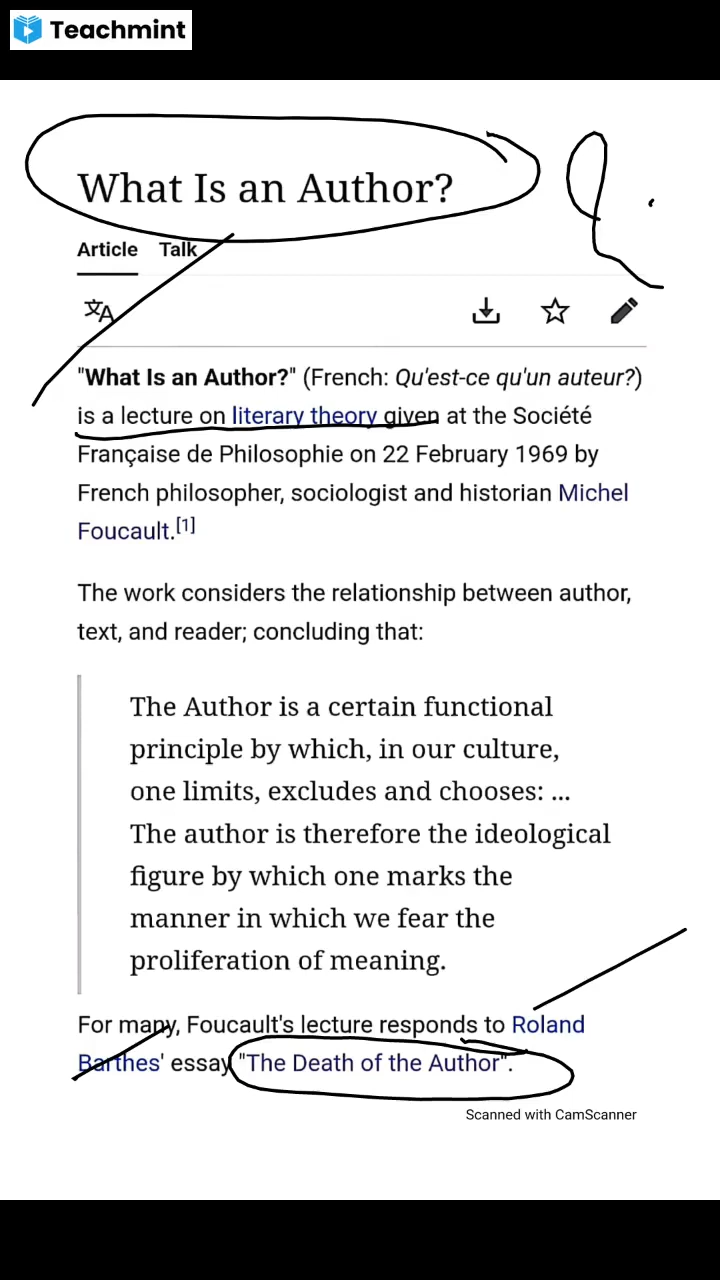 Teachmint
What Is an Author?
Article Talk
"What Is an Author?" (French: Qu'est-ce qu'un auteur?)
is a lecture on literary theory given at the Société
Française de Philosophie on 22 February 1969 by
French philosopher, sociologist and historian Michel
Foucault.[1]
The work considers the relationship between author,
text, and reader; concluding that:
The Author is a certain functional
principle by which, in our culture,
one limits, excludes and chooses: ...
The author is therefore the ideological
figure by which one marks the
manner in which we fear the
proliferation of meaning.
For many, Foucault's lecture responds to Roland
Barthes' essay "The Death of the Author".
Scanned with CamScanner